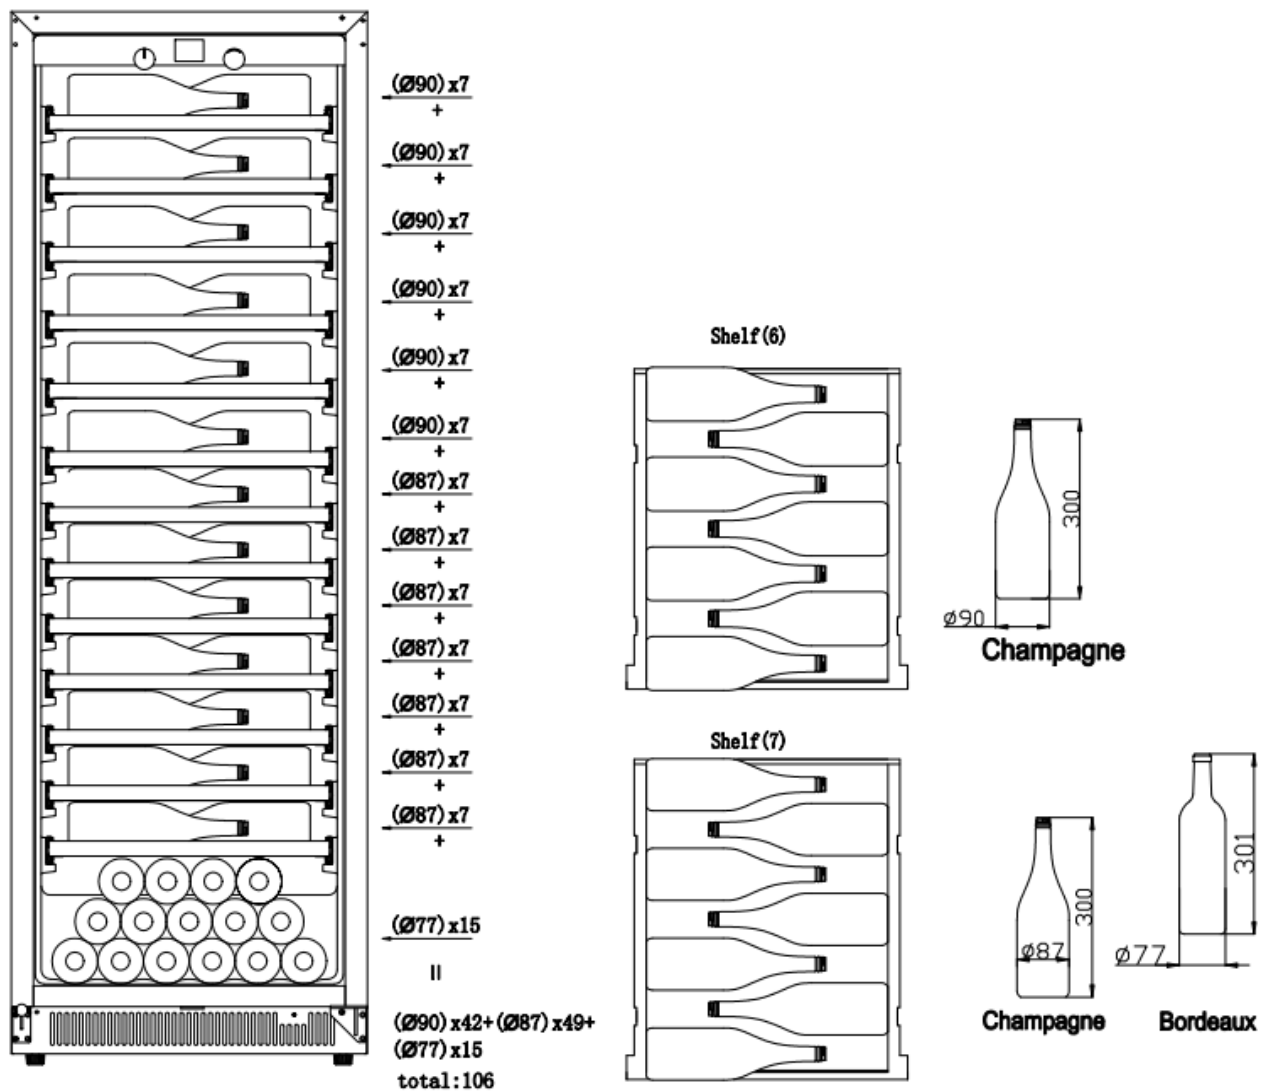 (Ø90)x7
+
(Ø90)x7
+
(Ø90)x7
+
(Ø90)x7
+
(Ø90)x7
+
(Ø90)x7
+
(Ø87)x7
+
(Ø87)x7
+
(Ø87)x7
+
(Ø87)x7
+
(Ø87)x7
+
(Ø87)x7
+
(Ø87)x7
+
(Ø77)x15
=
(Ø90)x42+(Ø87)x49+
(Ø77)x15
total:106
Shelf(6)
300
Ø90
Champagne
Shelf(7)
300
Ø87
Champagne
301
Ø77
Bordeaux